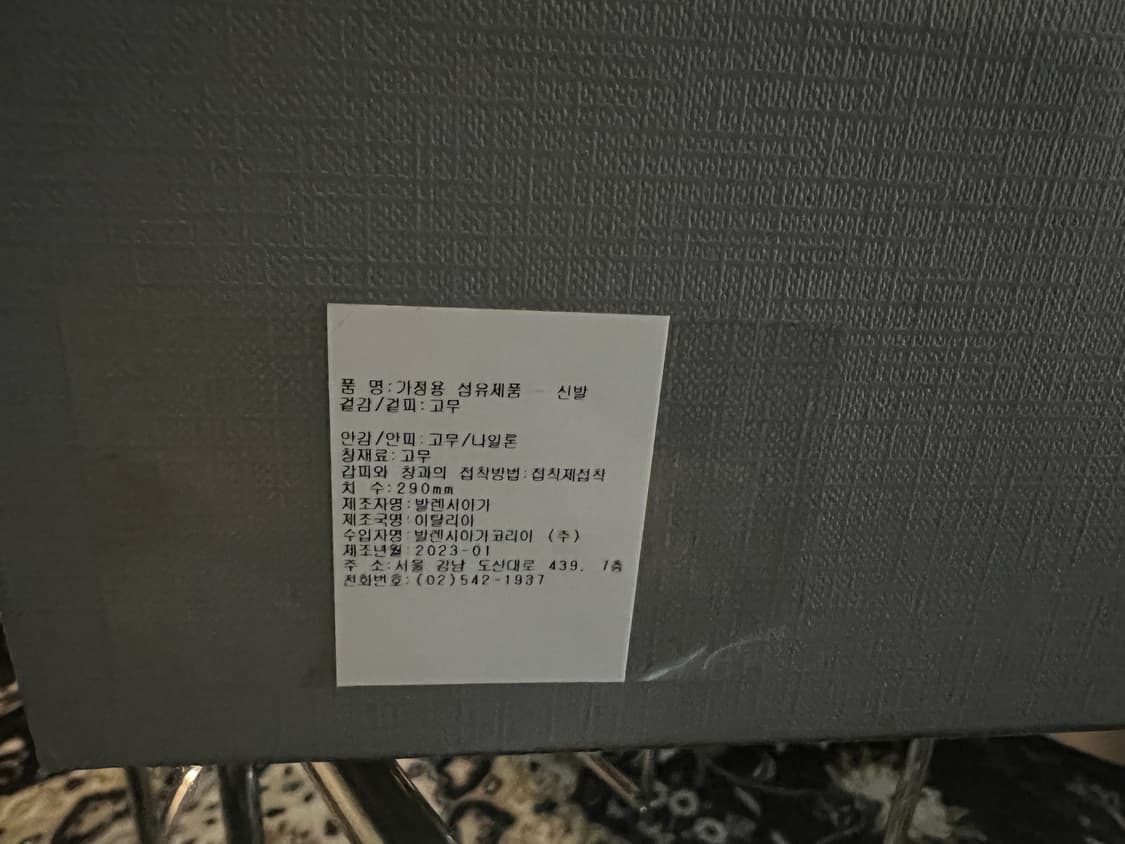 품 명:가정용 섬유제품 - 신발
겉감/겉피:고무
안감/안피:고무/나일론
창재료:고무
갑피와 창과의 접착방법:접착제접착
치 수:290mm
제조자명:발렌시아가
제조국명:이탈리아
수입자명:발렌시아가코리아 (주)
제조년월:2023-01
주 소:서울 강남 도산대로 439, 7층
전화번호:(02)542-1937